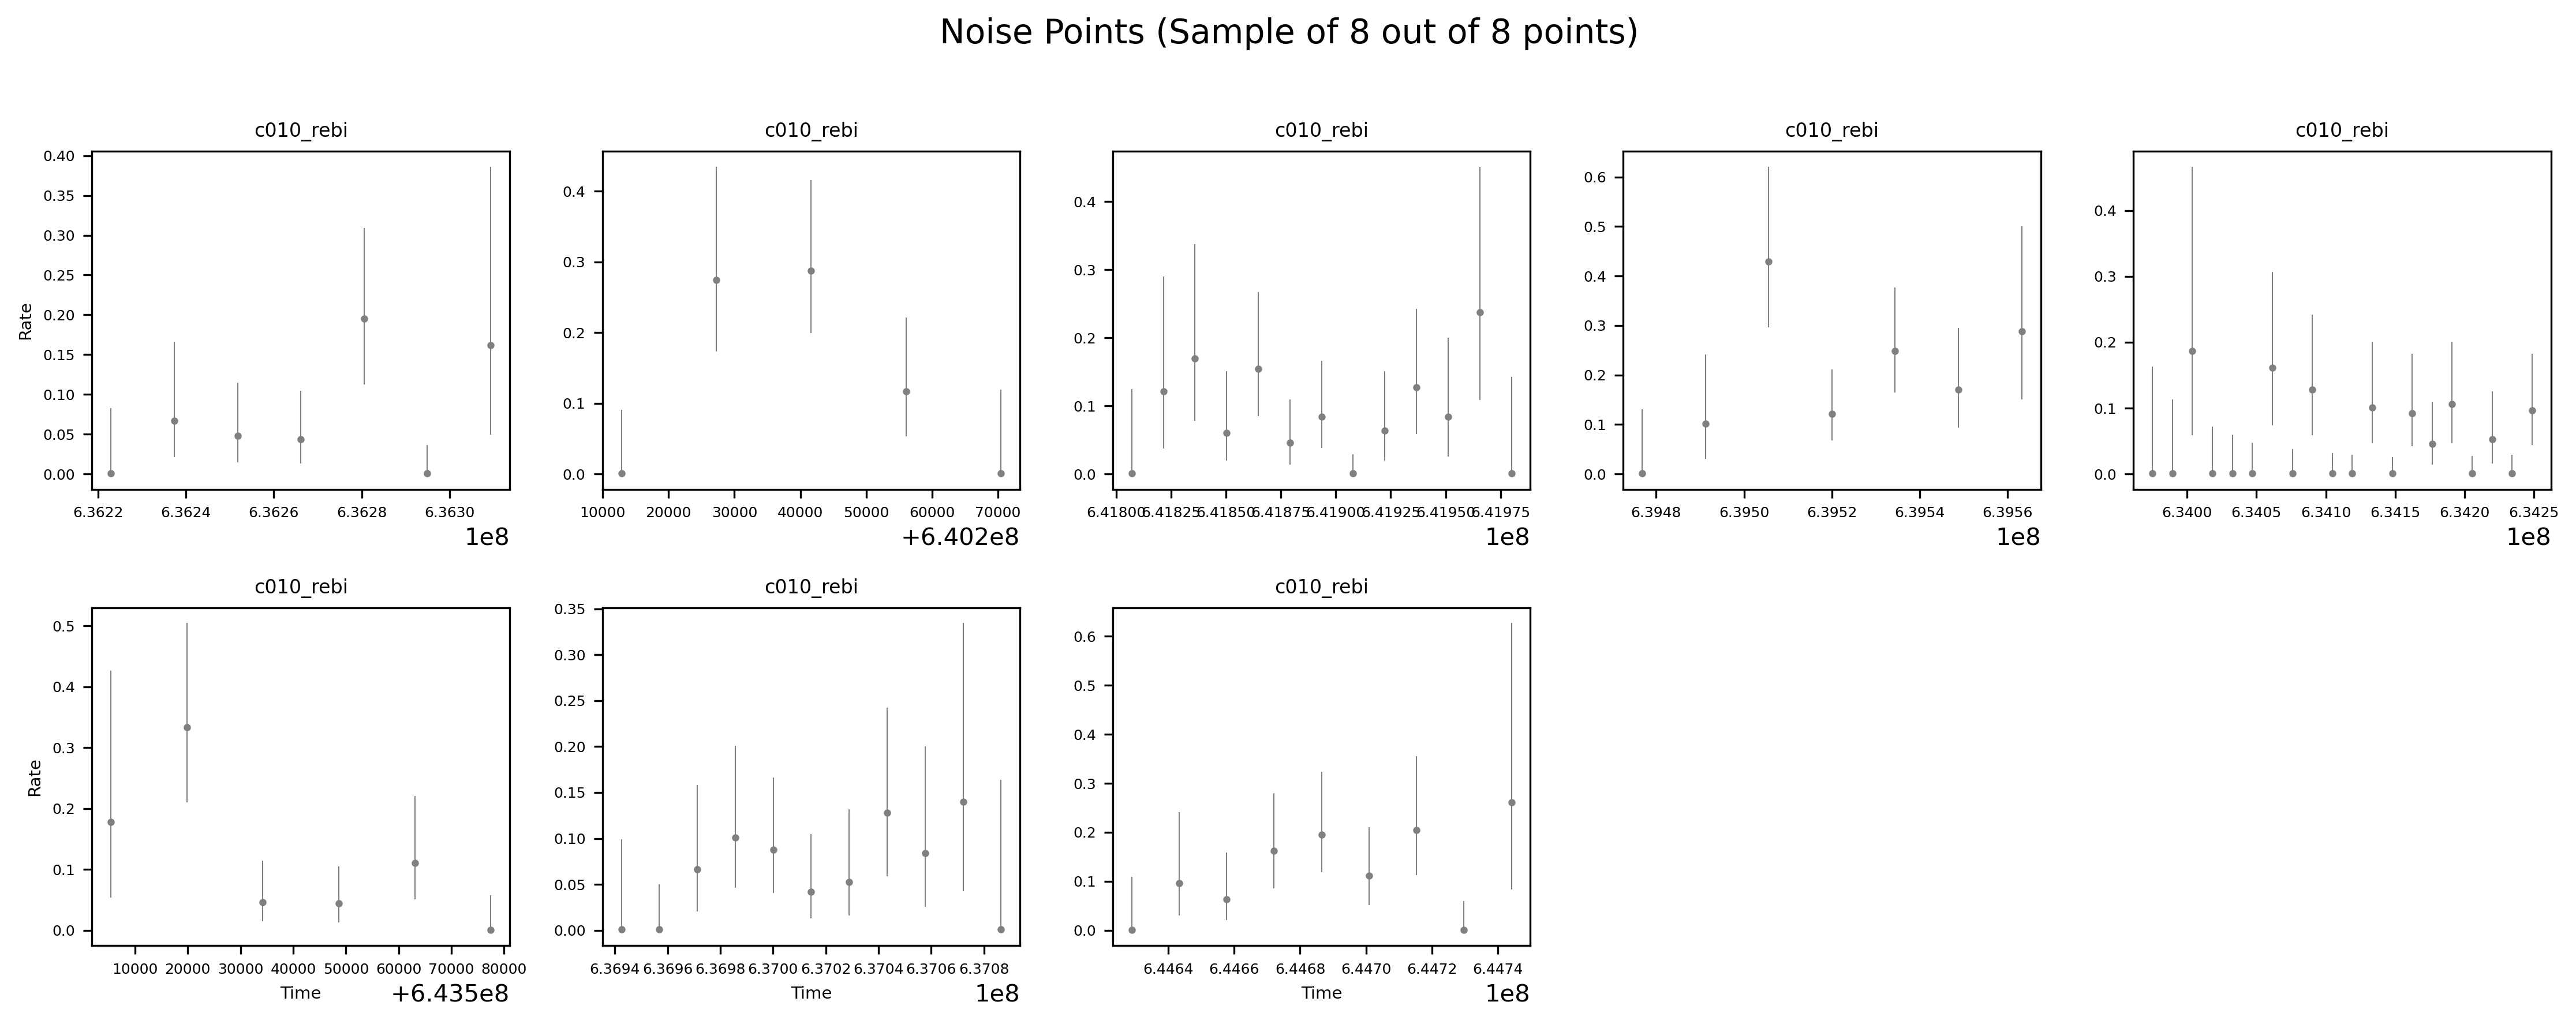 Noise Points (Sample of 8 out of 8 points)
c010_rebi c010_rebi c010_rebi c010_rebi c010_rebi
Rate
0.40
0.35
0.30
0.25
0.20
0.15
0.10
0.05
0.00
6.3622 6.3624 6.3626 6.3628 6.3630
1e8
0.4
0.3
0.2
0.1
0.0
10000 20000 30000 40000 50000 60000 70000
+6.402e8
0.4
0.3
0.2
0.1
0.0
6.41800 6.41825 6.41850 6.41875 6.41900 6.41925 6.41950 6.41975
1e8
0.6
0.5
0.4
0.3
0.2
0.1
0.0
6.3948 6.3950 6.3952 6.3954 6.3956
1e8
0.4
0.3
0.2
0.1
0.0
6.3400 6.3405 6.3410 6.3415 6.3420 6.3425
1e8
c010_rebi c010_rebi c010_rebi
Rate
0.5
0.4
0.3
0.2
0.1
0.0
10000 20000 30000 40000 50000 60000 70000 80000
Time
+6.435e8
0.35
0.30
0.25
0.20
0.15
0.10
0.05
0.00
6.3694 6.3696 6.3698 6.3700 6.3702 6.3704 6.3706 6.3708
Time
1e8
0.6
0.5
0.4
0.3
0.2
0.1
0.0
6.4464 6.4466 6.4468 6.4470 6.4472 6.4474
Time
1e8